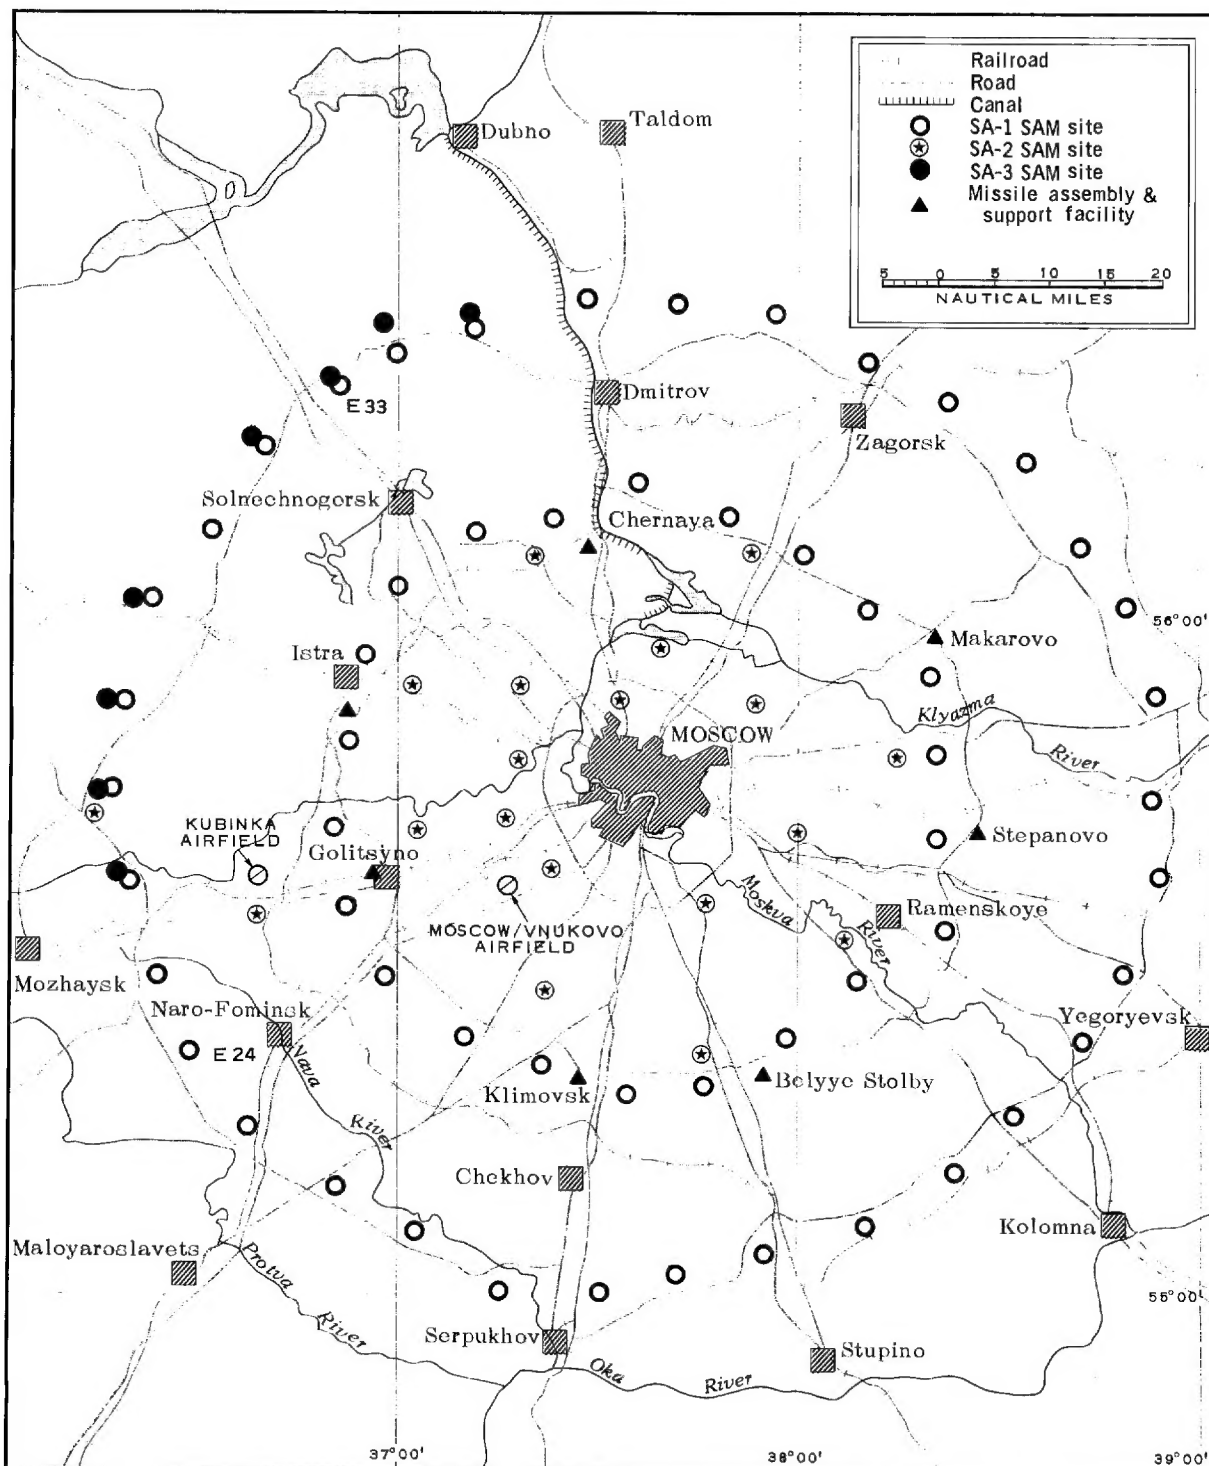 Railroad
Road
Canal
SA-1 SAM site
SA-2 SAM site
SA-3 SAM site
Missile assembly &
support facility
5 0 5 10 15 20
NAUTICAL MILES
Dubno
Taldom
Dmitrov
E 33
Zagorsk
Solnechnogorsk
Chernaya
56°00'
Makarovo
Istra
Klyazma
River
MOSCOW
KUBINKA
AIRFIELD
Golitsyno
Stepanovo
Moskva
River
Ramenskoye
MOSCOW/VNUKOVO
AIRFIELD
Mozhaysk
Naro-Fominsk
Yegoryevsk
E 24
Nava
River
Klimovsk
Belyye Stolby
Chekhov
Kolomna
Maloyaroslavets
Protva
River
55°00'
Serpukhov
Oka
River
Stupino
37°00'
38°00'
39°00'